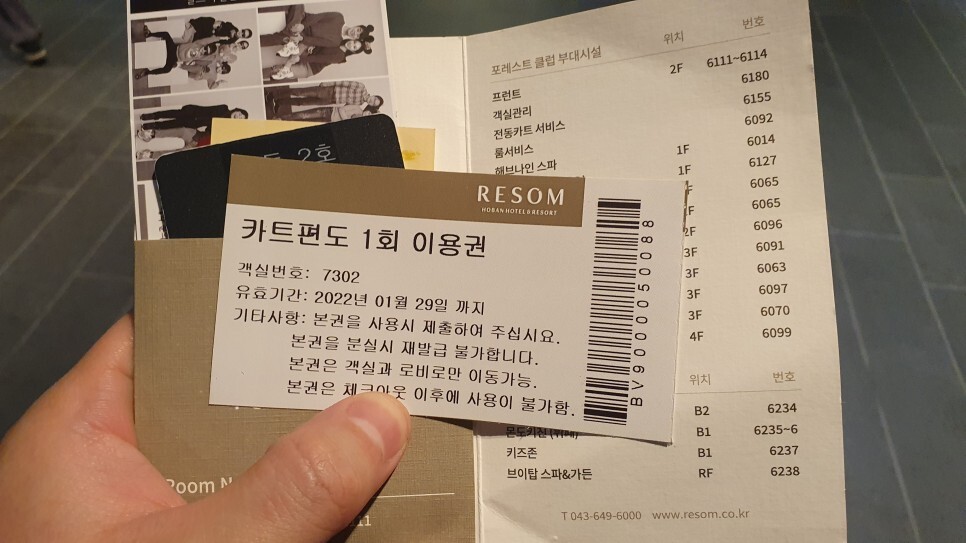 2호
RESOM
HOBAN HOTEL & RESORT
카트편도 1회 이용권
객실번호: 7302
유효기간: 2022년 01월 29일 까지
기타사항: 본권을 사용시 제출하여 주십시요.
본권을 분실시 재발급 불가합니다.
본권은 객실과 로비로만 이동가능.
본권은 체크아웃 이후에 사용이 불가함.
BV90000050088
포레스트 클럽 부대시설 위치 번호
프런트 2F 6111~6114
객실관리 6180
전동카트 서비스 6155
룸서비스 6092
해브나인 스파 1F 6014
6127
6065
6065
6096
3F 6091
3F 6063
3F 6097
3F 6070
4F 6099
위치 번호
B2 6234
B1 6235~6
키즈존 B1 6237
브이탑 스파&가든 RF 6238
T 043-649-6000 www.resom.co.kr
Room